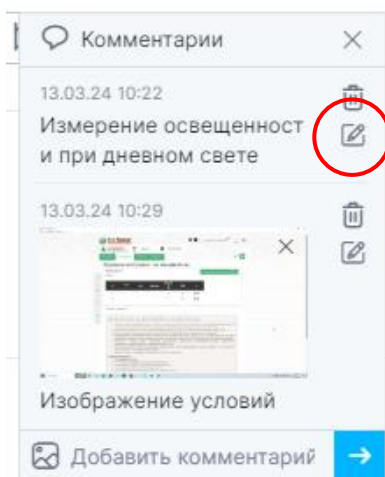 Комментарии
13.03.24 10:22
Измерение освещенност
и при дневном свете
13.03.24 10:29
Изображение условий
Добавить комментарий